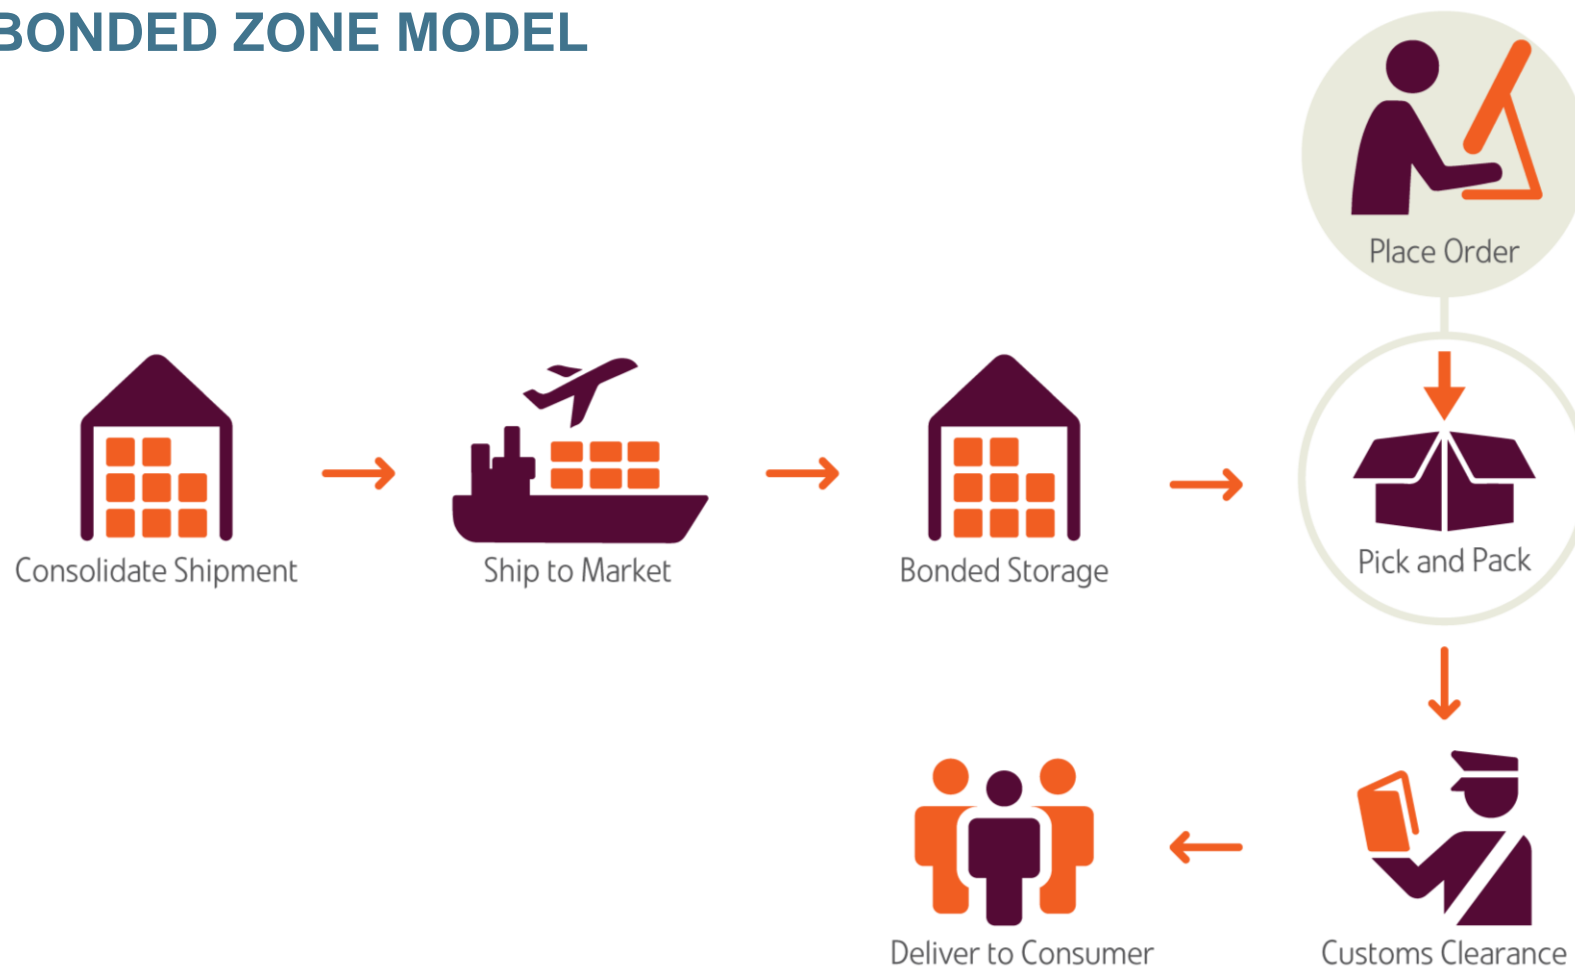 BONDED ZONE MODEL
Place Order
Consolidate Shipment
Ship to Market
Bonded Storage
Pick and Pack
Deliver to Consumer
Customs Clearance